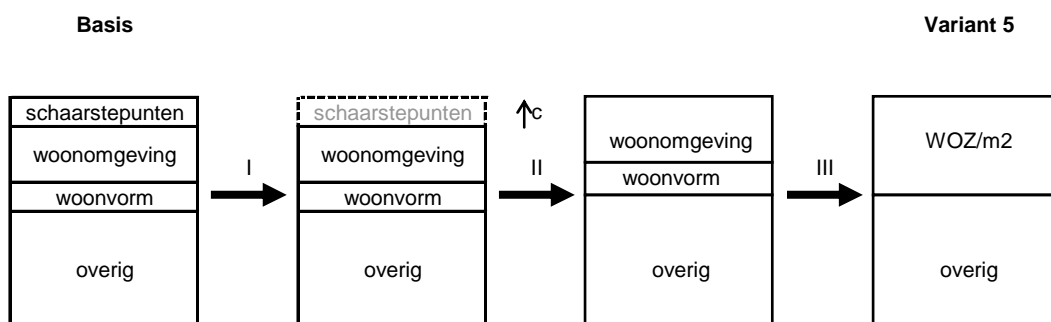 Basis
Variant 5
schaarstepunten
woonomgeving
woonvorm
overig
I
schaarstepunten
woonomgeving
woonvorm
overig
c
II
woonomgeving
woonvorm
overig
III
WOZ/m2
overig